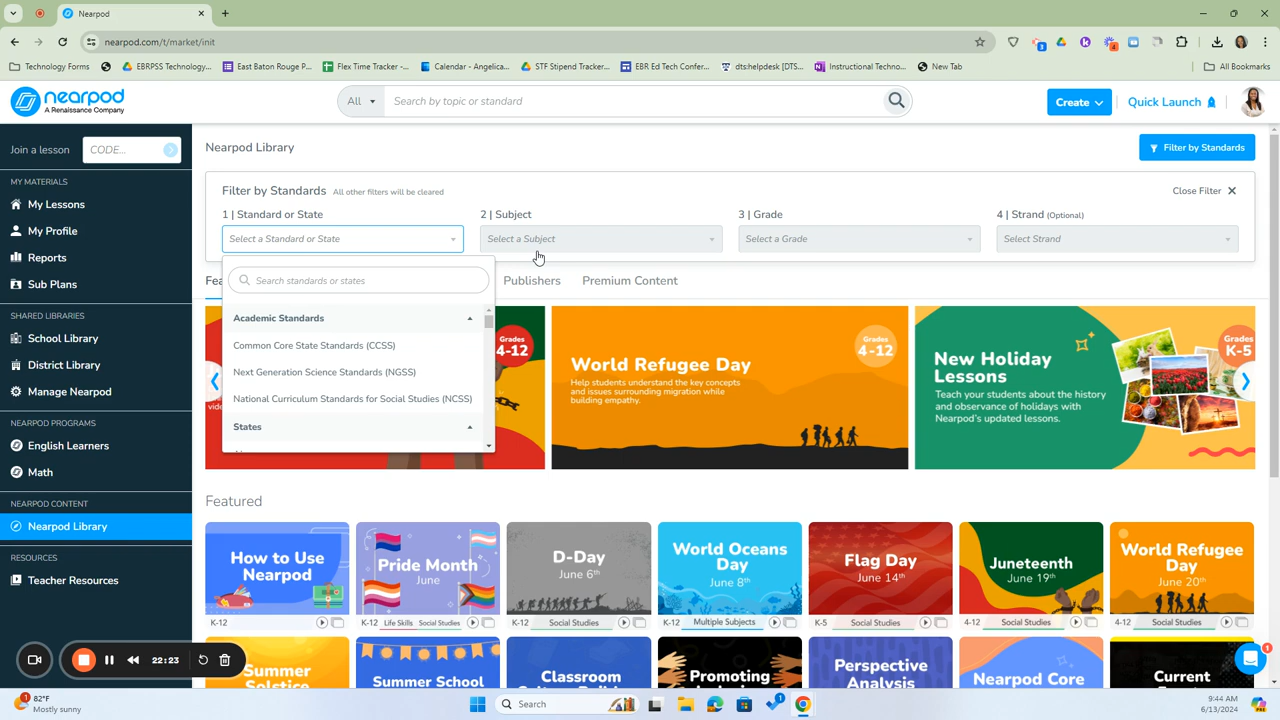 Nearpod
nearpod.com/t/market/init
Technology Forms
EBRPSS Technology...
East Baton Rouge P...
Flex Time Tracker -...
Calendar - Angelica...
STF Stipend Tracker...
EBR Ed Tech Confer...
dtshelpdesk [DTS...
Instructional Techno...
New Tab
All Bookmarks
nearpod
A Renaissance Company
All
Search by topic or standard
Create
Quick Launch
Join a lesson
CODE...
MY MATERIALS
My Lessons
My Profile
Reports
Sub Plans
SHARED LIBRARIES
School Library
District Library
Manage Nearpod
NEARPOD PROGRAMS
English Learners
Math
NEARPOD CONTENT
Nearpod Library
RESOURCES
Teacher Resources
22:23
Nearpod Library
Filter by Standards
Filter by Standards All other filters will be cleared
Close Filter
1 | Standard or State
2 | Subject
3 | Grade
4 | Strand (Optional)
Select a Standard or State
Select a Subject
Select a Grade
Select Strand
Search standards or states
Academic Standards
Common Core State Standards (CCSS)
Next Generation Science Standards (NGSS)
National Curriculum Standards for Social Studies (NCSS)
States
Publishers
Premium Content
Grades
4-12
World Refugee Day
Help students understand the key concepts
and issues surrounding migration while
building empathy.
Grades
4-12
New Holiday
Lessons
Teach your students about the history
and observance of holidays with
Nearpod's updated lessons.
Grades
K-5
Featured
How to Use
Nearpod
K-12
Pride Month
June
K-12 Life Skills Social Studies
D-Day
June 6th
K-12 Social Studies
World Oceans
Day
June 8th
K-12 Multiple Subjects
Flag Day
June 14th
K-5 Social Studies
Juneteenth
June 19th
4-12 Social Studies
World Refugee
Day
June 20th
4-12 Social Studies
Summer
Solstice
Summer School
Classroom
Promoting
Perspective
Analysis
Nearpod Core
Current
1
82°F
Mostly sunny
Search
9:44 AM
6/13/2024